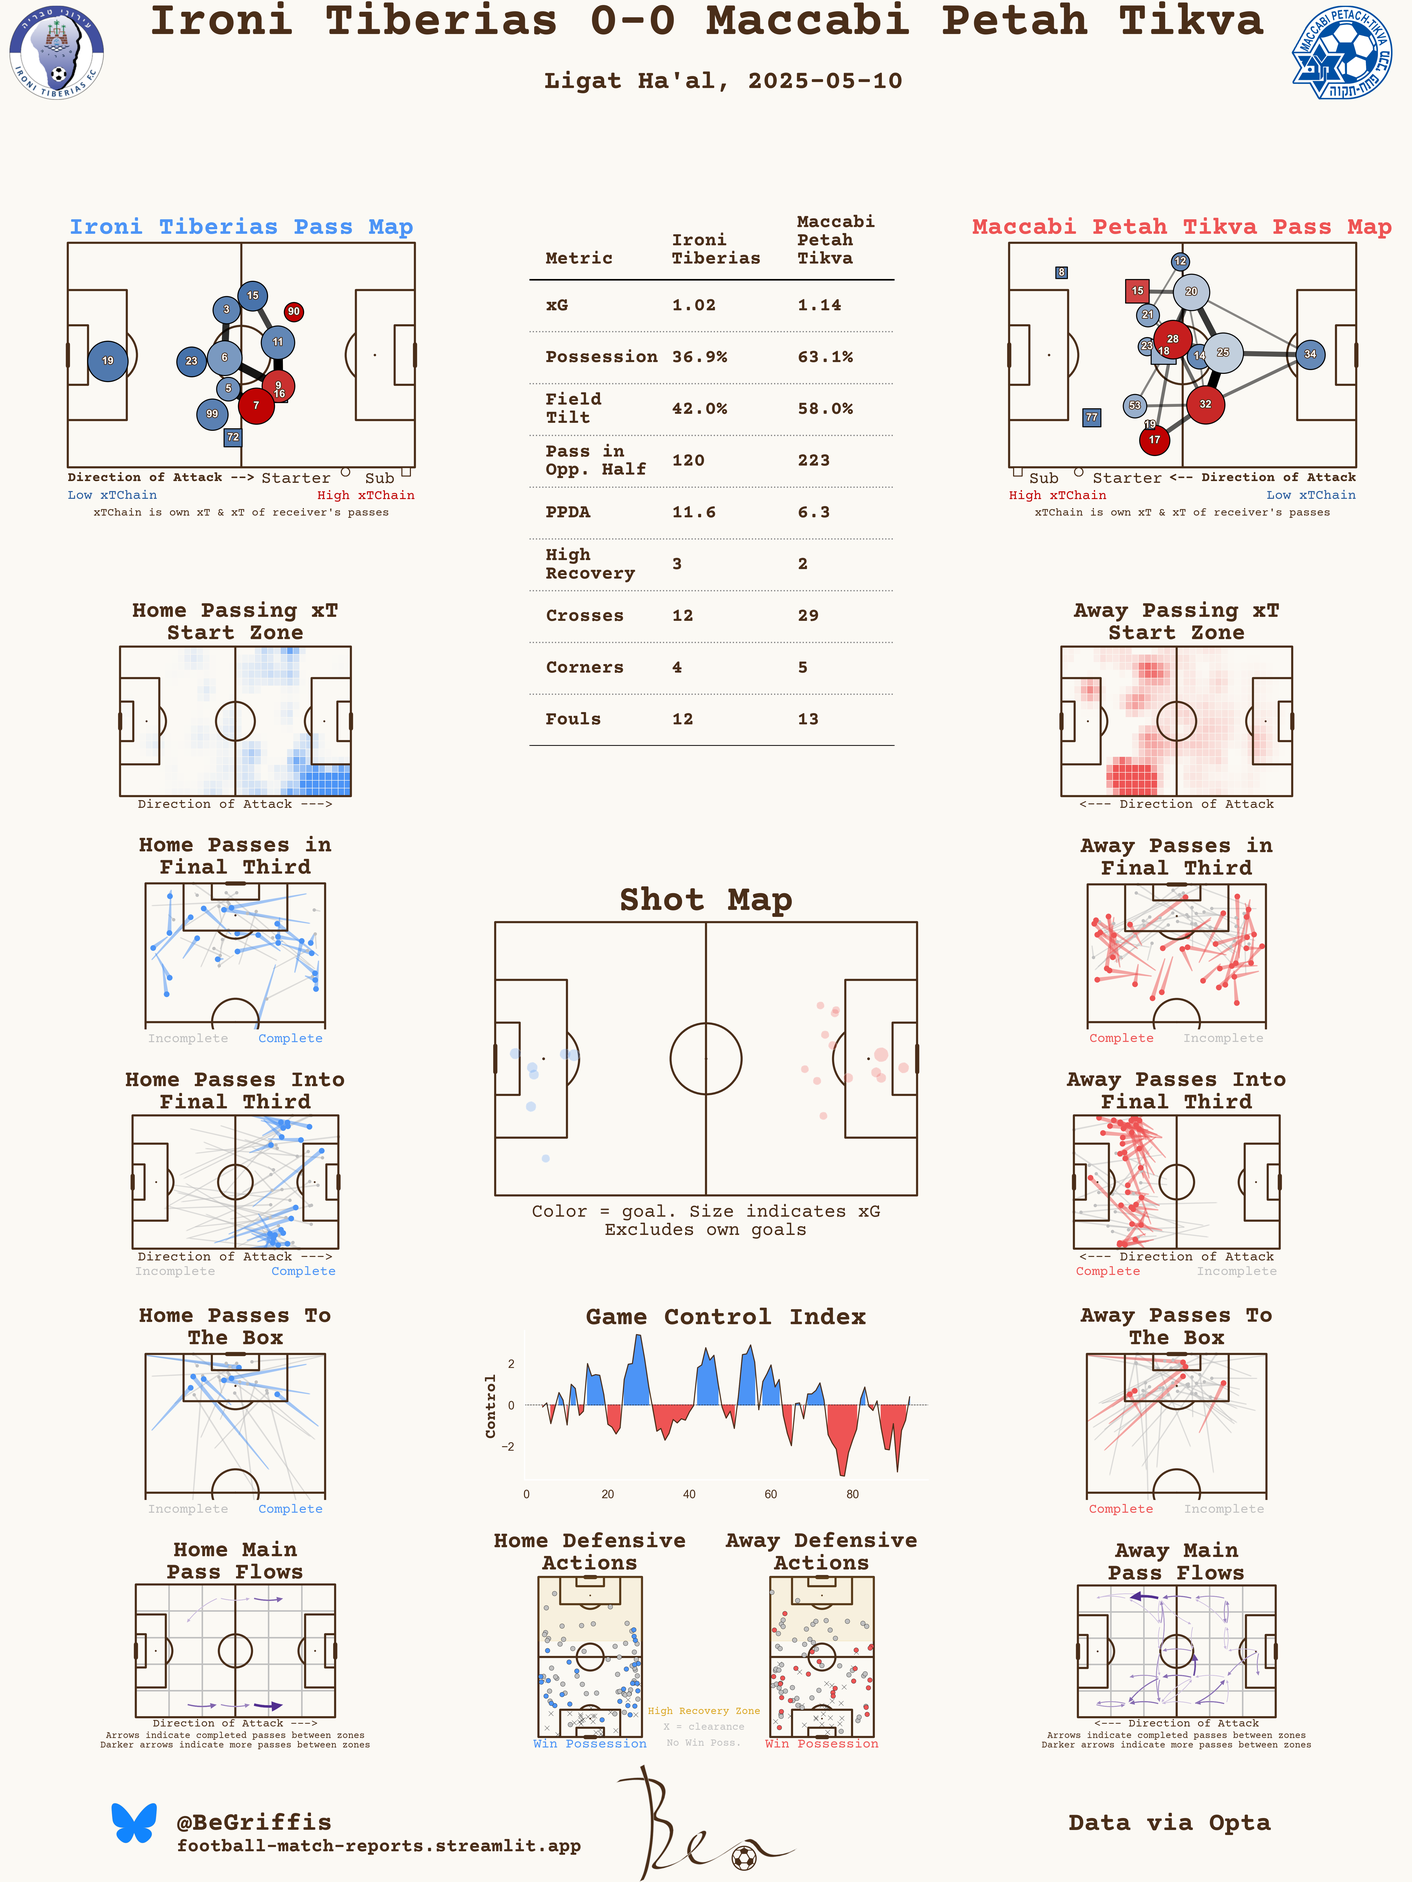 Ironi Tiberias 0-0 Maccabi Petah Tikva
Ligat Ha'al, 2025-05-10
עירוני טבריה
IRONI TIBERIAS F.C
MACCABI PETACH-TIKVA
מכבי פתח-תקוה
Ironi Tiberias Pass Map
3
15
90
11
19
23
6
5
9
16
7
99
72
Direction of Attack --> Starter Sub
Low xTChain High xTChain
xTChain is own xT & xT of receiver's passes
Metric Ironi Tiberias Maccabi Petah Tikva
xG 1.02 1.14
Possession 36.9% 63.1%
Field Tilt 42.0% 58.0%
Pass in Opp. Half 120 223
PPDA 11.6 6.3
High Recovery 3 2
Crosses 12 29
Corners 4 5
Fouls 12 13
Maccabi Petah Tikva Pass Map
8
12
15
20
21
28
23
18
14
25
34
53
32
77
19
17
Sub Starter <-- Direction of Attack
High xTChain Low xTChain
xTChain is own xT & xT of receiver's passes
Home Passing xT
Start Zone
Direction of Attack --->
Away Passing xT
Start Zone
<--- Direction of Attack
Home Passes in
Final Third
Incomplete Complete
Away Passes in
Final Third
Complete Incomplete
Shot Map
Color = goal. Size indicates xG
Excludes own goals
Home Passes Into
Final Third
Direction of Attack --->
Incomplete Complete
Away Passes Into
Final Third
<--- Direction of Attack
Complete Incomplete
Home Passes To
The Box
Incomplete Complete
Game Control Index
Control
2
0
-2
0 20 40 60 80
Away Passes To
The Box
Complete Incomplete
Home Main
Pass Flows
Direction of Attack --->
Arrows indicate completed passes between zones
Darker arrows indicate more passes between zones
Home Defensive
Actions
Win Possession
Away Defensive
Actions
Win Possession
High Recovery Zone
X = clearance
No Win Poss.
Away Main
Pass Flows
<--- Direction of Attack
Arrows indicate completed passes between zones
Darker arrows indicate more passes between zones
@BeGriffis
football-match-reports.streamlit.app
Ben
Data via Opta